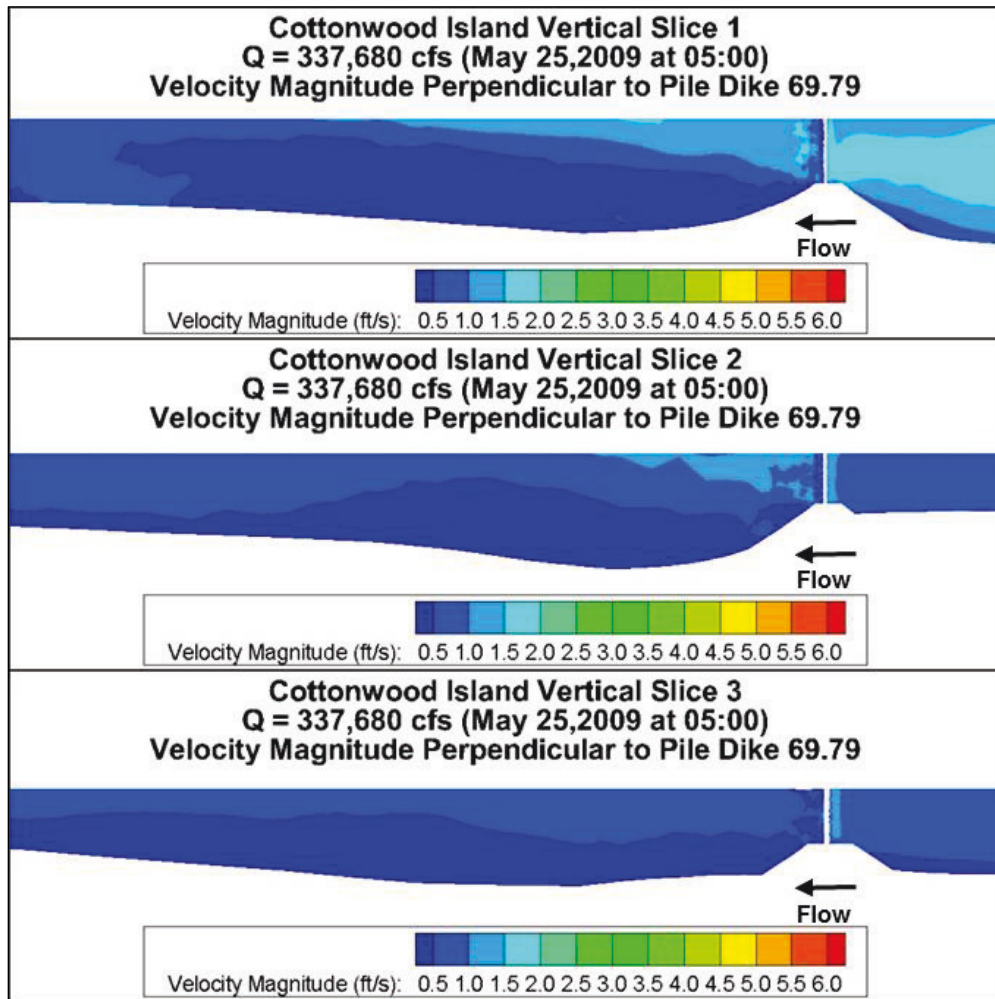 Cottonwood Island Vertical Slice 1
Q = 337,680 cfs (May 25,2009 at 05:00)
Velocity Magnitude Perpendicular to Pile Dike 69.79
Flow
Velocity Magnitude (ft/s): 0.5 1.0 1.5 2.0 2.5 3.0 3.5 4.0 4.5 5.0 5.5 6.0
Cottonwood Island Vertical Slice 2
Q = 337,680 cfs (May 25,2009 at 05:00)
Velocity Magnitude Perpendicular to Pile Dike 69.79
Flow
Velocity Magnitude (ft/s): 0.5 1.0 1.5 2.0 2.5 3.0 3.5 4.0 4.5 5.0 5.5 6.0
Cottonwood Island Vertical Slice 3
Q = 337,680 cfs (May 25,2009 at 05:00)
Velocity Magnitude Perpendicular to Pile Dike 69.79
Flow
Velocity Magnitude (ft/s): 0.5 1.0 1.5 2.0 2.5 3.0 3.5 4.0 4.5 5.0 5.5 6.0